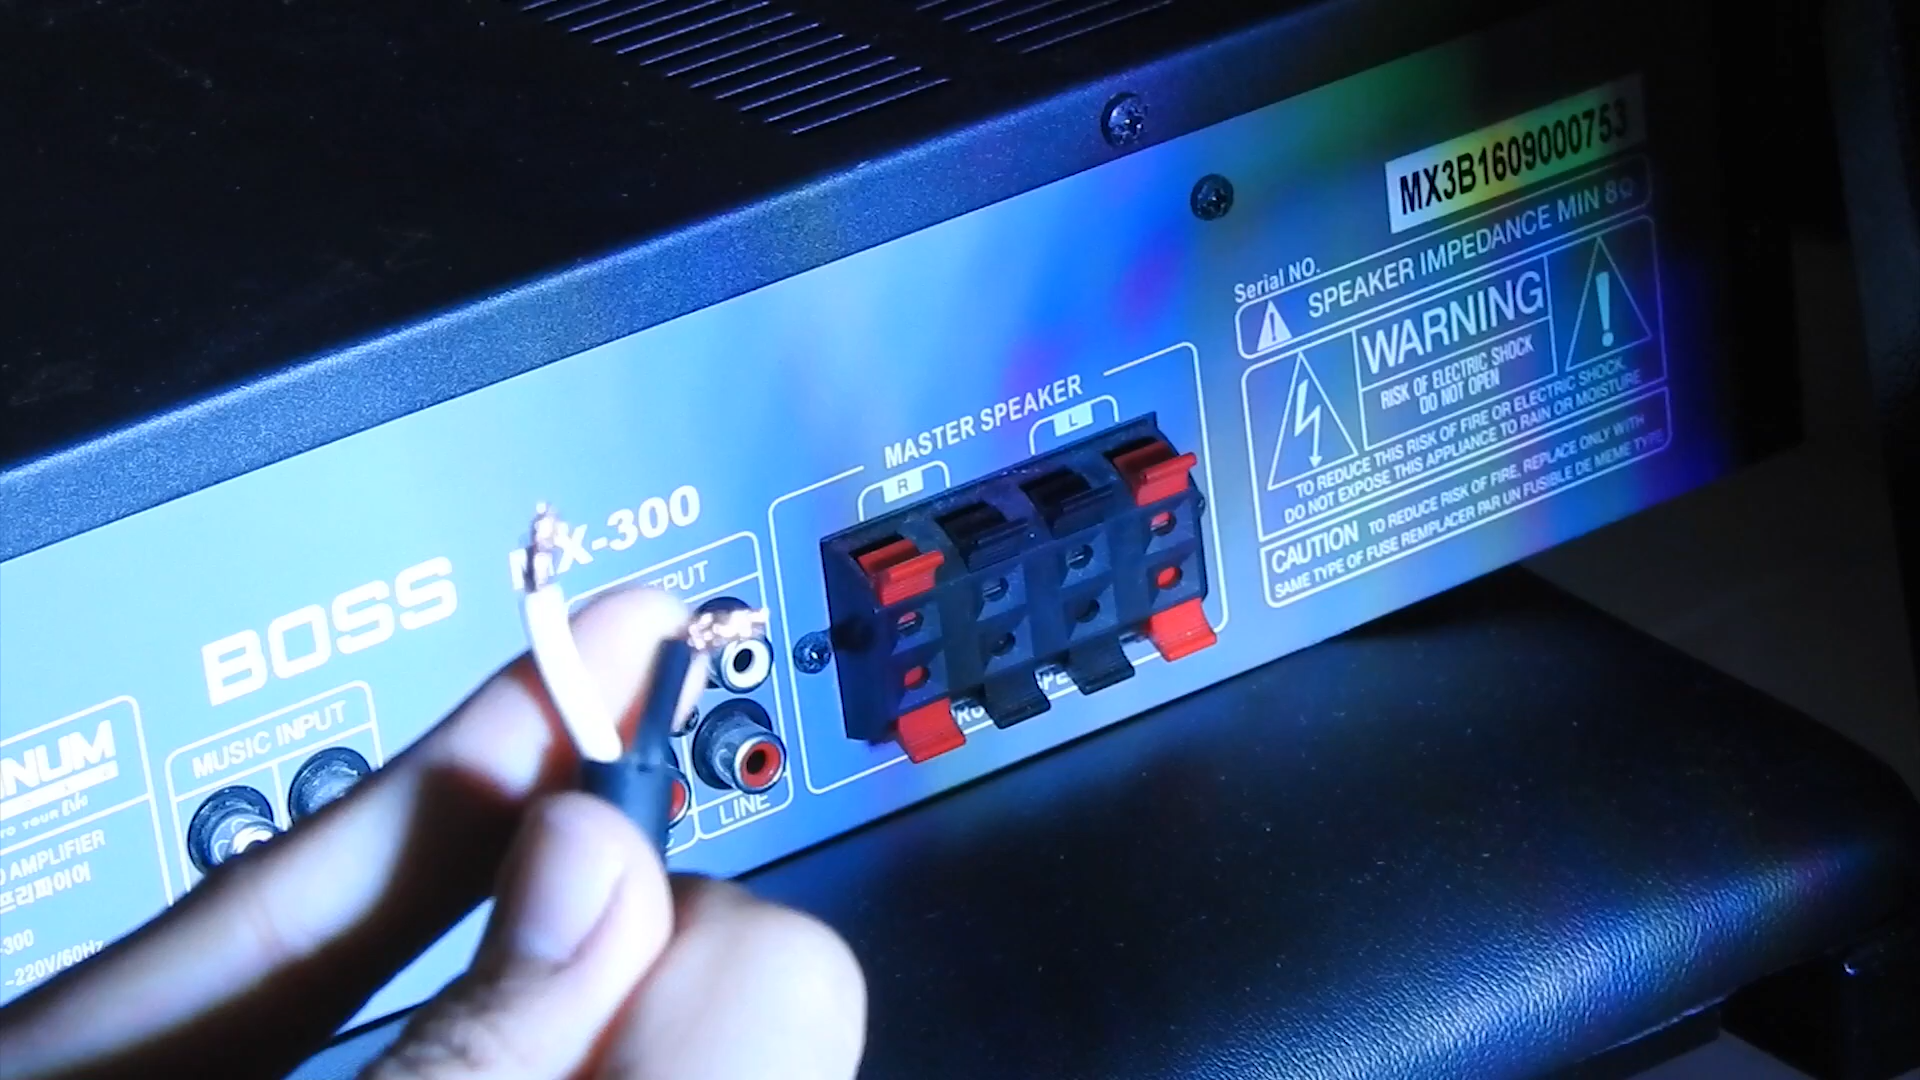 MX3B1609000753
Serial NO.
SPEAKER IMPEDANCE MIN 8Ω
WARNING
RISK OF ELECTRIC SHOCK
DO NOT OPEN
TO REDUCE THIS RISK OF FIRE OR ELECTRIC SHOCK,
DO NOT EXPOSE THIS APPLIANCE TO RAIN OR MOISTURE
CAUTION TO REDUCE RISK OF FIRE, REPLACE ONLY WITH
SAME TYPE OF FUSE REMPLACER PAR UN FUSIBLE DE MEME TYPE
MASTER SPEAKER
R
L
BOSS MX-300
MUSIC INPUT
LINE
AMPLIFIER
-300
~220V/60Hz